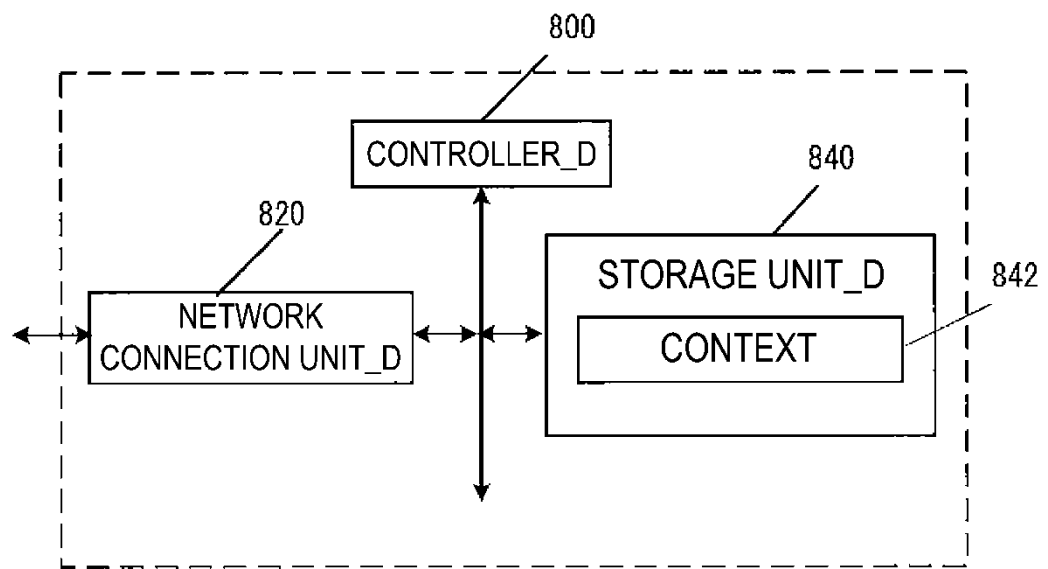 800
CONTROLLER_D
840
820
STORAGE UNIT_D
842
NETWORK
CONNECTION UNIT_D
CONTEXT